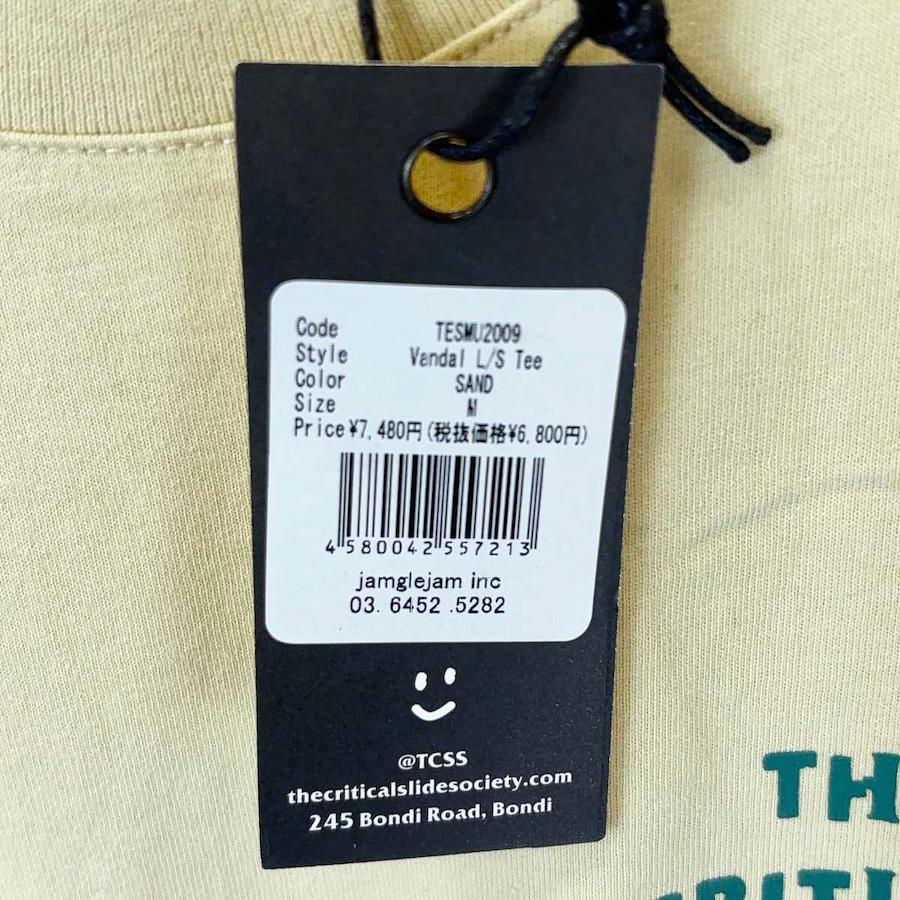 Code TESMU2009
Style Vandal L/S Tee
Color SAND
Size M
Price ¥7,480円(税抜価格¥6,800円)
4580042557213
jamglejam inc
03. 6452 .5282
@TCSS
thecriticalslidesociety.com
245 Bondi Road, Bondi
TH
CRITI